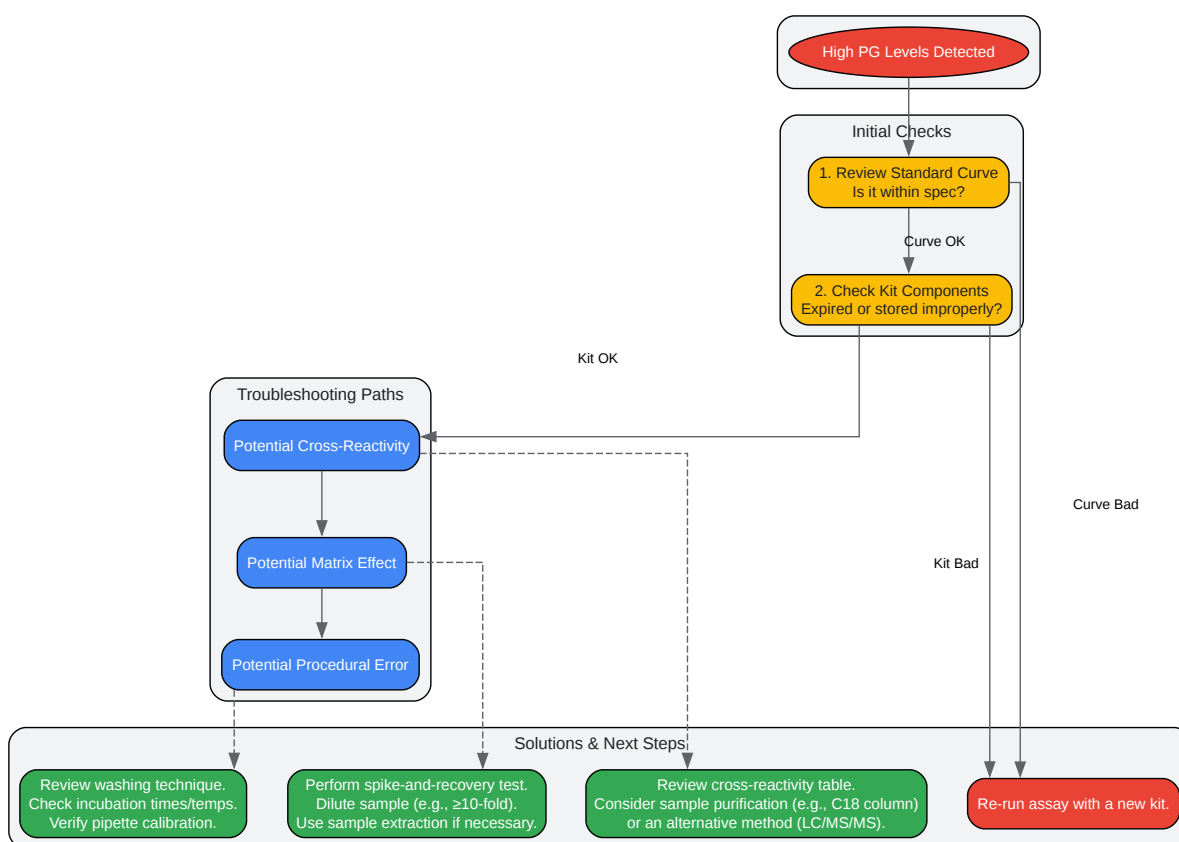 High PG Levels Detected
Initial Checks
1. Review Standard Curve
Is it within spec?
Curve OK
2. Check Kit Components
Expired or stored improperly?
Kit OK
Troubleshooting Paths
Potential Cross-Reactivity
Curve Bad
Potential Matrix Effect
Kit Bad
Potential Procedural Error
Solutions & Next Steps
Review washing technique.
Check incubation times/temps.
Verify pipette calibration.
Perform spike-and-recovery test.
Dilute sample (e.g., ≥10-fold).
Use sample extraction if necessary.
Review cross-reactivity table.
Consider sample purification (e.g., C18 column)
or an alternative method (LC/MS/MS).
Re-run assay with a new kit.